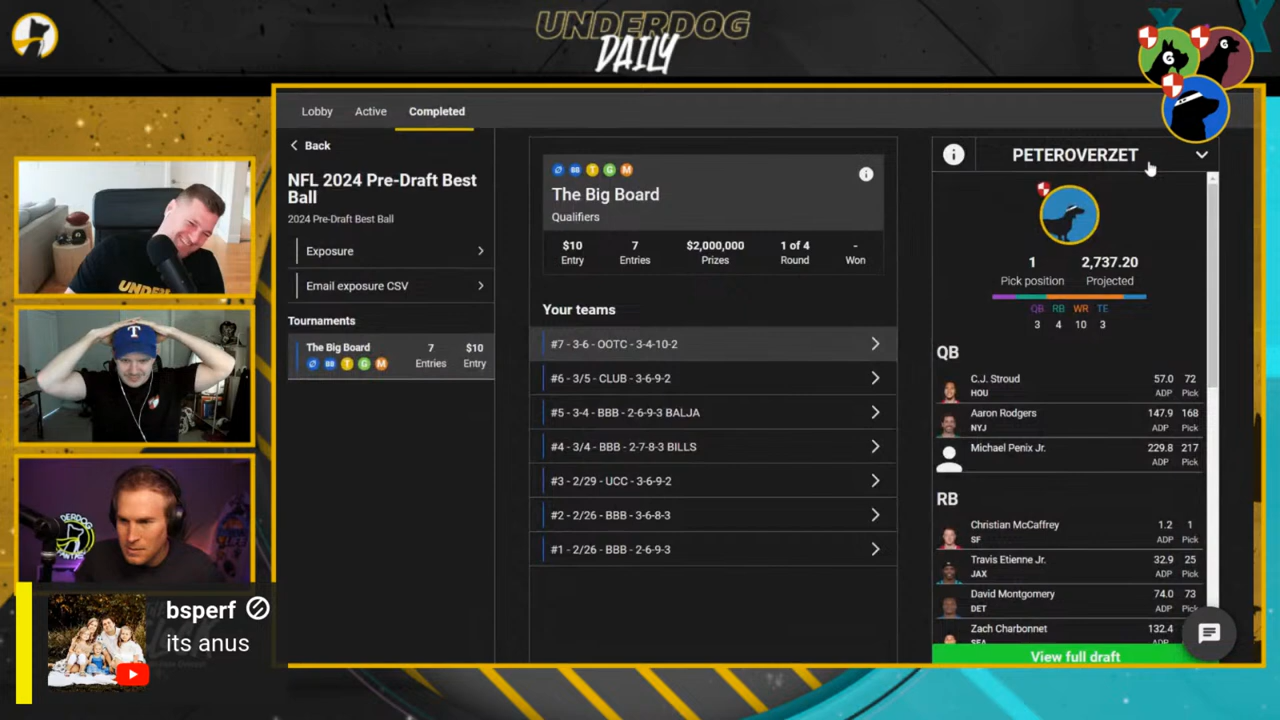 UNDERDOG
DAILY
Lobby
Active
Completed
Back
NFL 2024 Pre-Draft Best
Ball
2024 Pre-Draft Best Ball
Exposure
Email exposure CSV
Tournaments
The Big Board
7
$10
BB
T
G
M
Entries
Entry
BB
T
G
M
The Big Board
Qualifiers
$10
7
$2,000,000
1 of 4
-
Entry
Entries
Prizes
Round
Won
Your teams
#7 - 3-6 - OOTC - 3-4-10-2
#6 - 3/5 - CLUB - 3-6-9-2
#5 - 3-4 - BBB - 2-6-9-3 BALJA
#4 - 3/4 - BBB - 2-7-8-3 BILLS
#3 - 2/29 - UCC - 3-6-9-2
#2 - 2/26 - BBB - 3-6-8-3
#1 - 2/26 - BBB - 2-6-9-3
G
G
PETEROVERZET
1
2,737.20
Pick position
Projected
QB
RB
WR
TE
3
4
10
3
QB
C.J. Stroud
57.0
72
HOU
ADP
Pick
Aaron Rodgers
147.9
168
NYJ
ADP
Pick
Michael Penix Jr.
229.8
217
ADP
Pick
RB
Christian McCaffrey
1.2
1
SF
ADP
Pick
Travis Etienne Jr.
32.9
25
JAX
ADP
Pick
David Montgomery
74.0
73
DET
ADP
Pick
Zach Charbonnet
132.4
View full draft
UNDER
T
bsperf
its anus